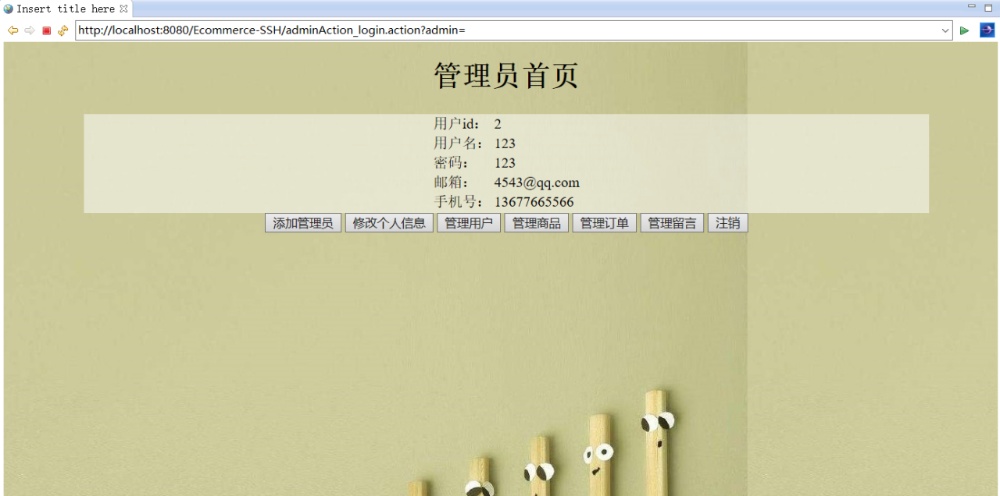 Insert title here
http://localhost:8080/Ecommerce-SSH/adminAction_login.action?admin=
管理员首页
用户id： 2
用户名： 123
密码： 123
邮箱： 4543@qq.com
手机号： 13677665566
添加管理员 修改个人信息 管理用户 管理商品 管理订单 管理留言 注销